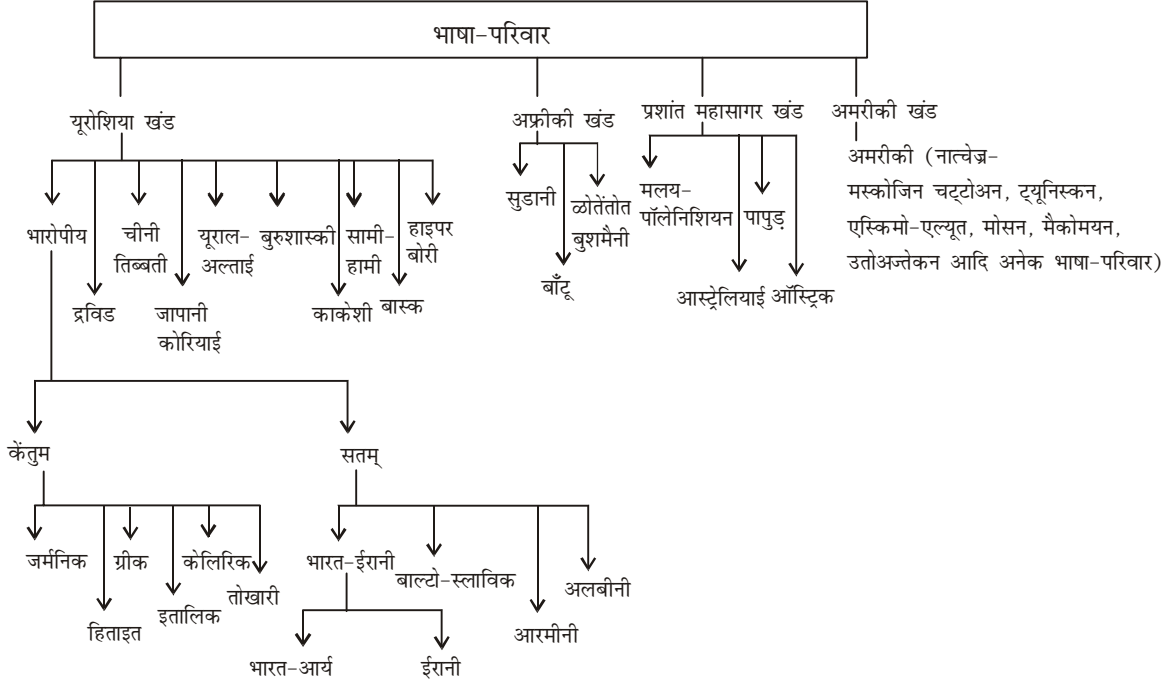 भाषा-परिवार
यूरोशिया खंड
अफ्रीकी खंड
प्रशांत महासागर खंड
अमरीकी खंड
अमरीकी (नात्चेज़-
मस्कोजिन चट्टोअन, ट्यूनिस्कन,
एस्किमो-एल्यूत, मोसन, मैकोमयन,
उतोअज्तेकन आदि अनेक भाषा-परिवार)
भारोपीय
द्रविड
चीनी
तिब्बती
जापानी
कोरियाई
यूराल-
अल्ताई
बुरुशास्की
काकेशी
सामी-
हामी
बास्क
हाइपर
बोरी
सुडानी
बाँटू
ळोतेंतोत
बुशमैनी
मलय-
पॉलेनिशियन
आस्ट्रेलियाई
पापुड़
ऑस्ट्रिक
केंतुम
सतम्
जर्मनिक
हिताइत
ग्रीक
इतालिक
केलिरिक
तोखारी
भारत-ईरानी
बाल्टो-स्लाविक
आरमीनी
अलबीनी
भारत-आर्य
ईरानी